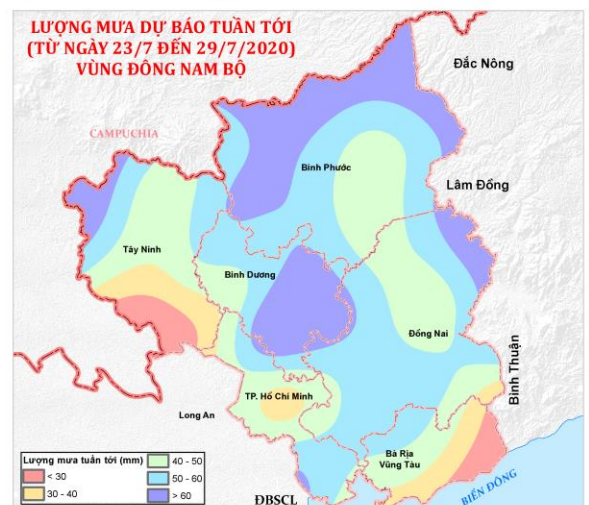 LƯỢNG MƯA DỰ BÁO TUẦN TỚI
(TỪ NGÀY 23/7 ĐẾN 29/7/2020)
VÙNG ĐÔNG NAM BỘ
Đắc Nông
CAMPUCHIA
Bình Phước
Lâm Đồng
Tây Ninh
Bình Dương
Đồng Nai
Bình Thuận
TP. Hồ Chí Minh
Long An
Bà Rịa
Vũng Tàu
BIỂN ĐÔNG
ĐBSCL
Lượng mưa tuần tới (mm)
< 30
30 - 40
40 - 50
50 - 60
> 60